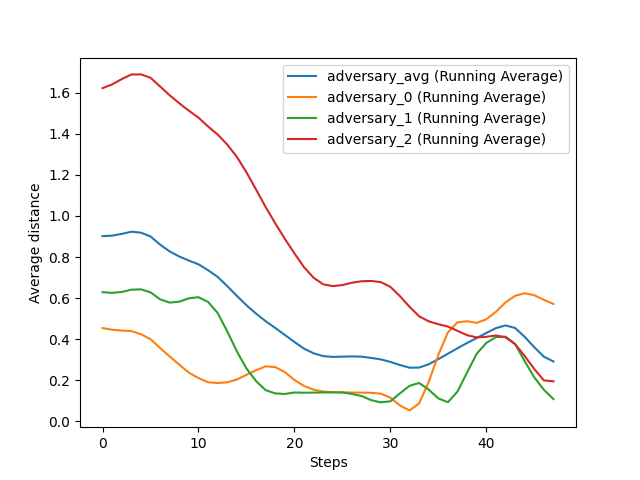 adversary_avg (Running Average)
adversary_0 (Running Average)
adversary_1 (Running Average)
adversary_2 (Running Average)
1.6
1.4
1.2
1.0
0.8
0.6
0.4
0.2
0.0
Average distance
0 10 20 30 40
Steps